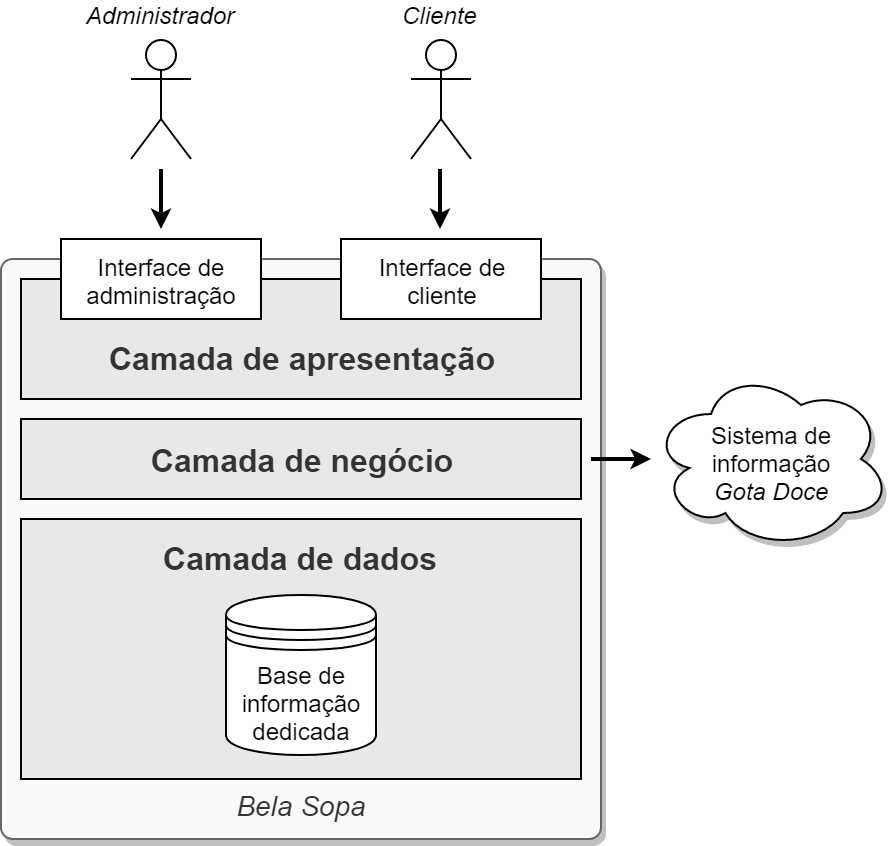 Administrador
Cliente
Interface de
administração
Interface de
cliente
Camada de apresentação
Camada de negócio
Sistema de
informação
Gota Doce
Camada de dados
Base de
informação
dedicada
Bela Sopa